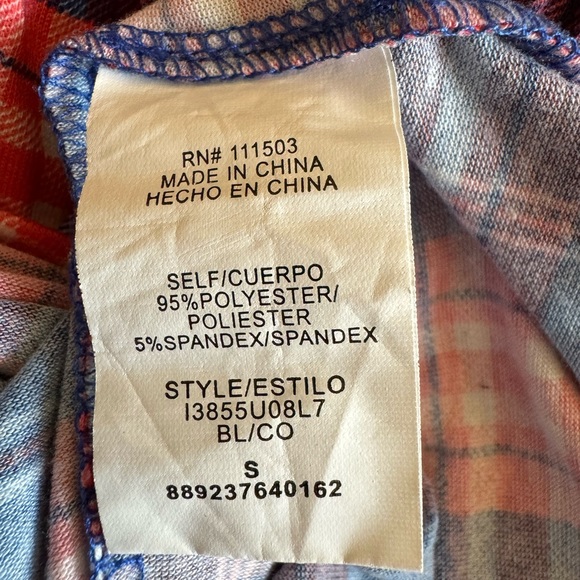 RN# 111503
MADE IN CHINA
HECHO EN CHINA
SELF/CUERPO
95%POLYESTER/
POLIESTER
5%SPANDEX/SPANDEX
STYLE/ESTILO
I3855U08L7
BL/CO
S
889237640162